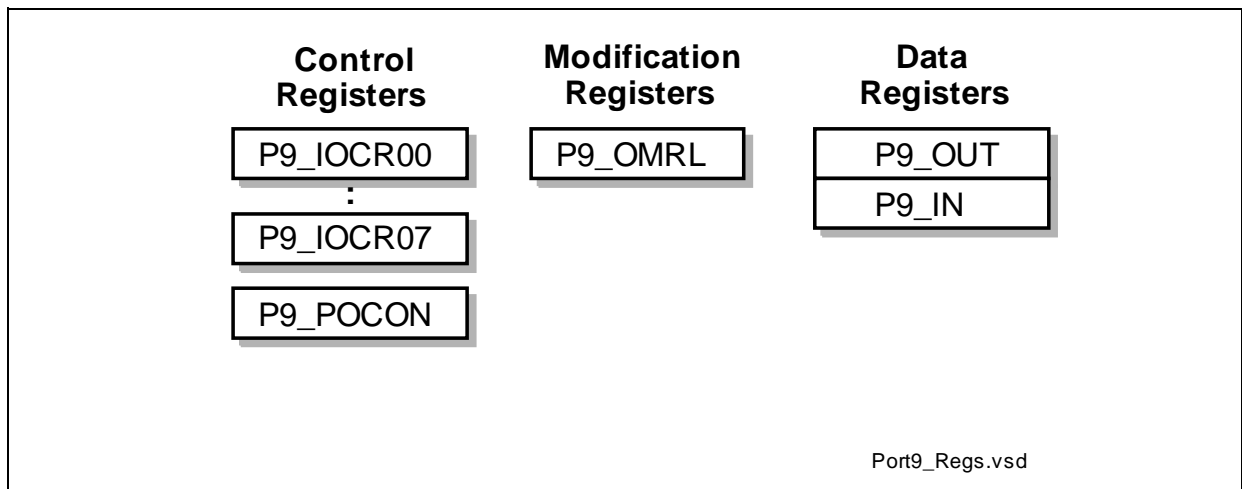 Control
Registers
Modification
Registers
Data
Registers
P9_IOCR00
:
P9_IOCR07
P9_POCON
P9_OMRL
P9_OUT
P9_IN
Port9_Regs.vsd